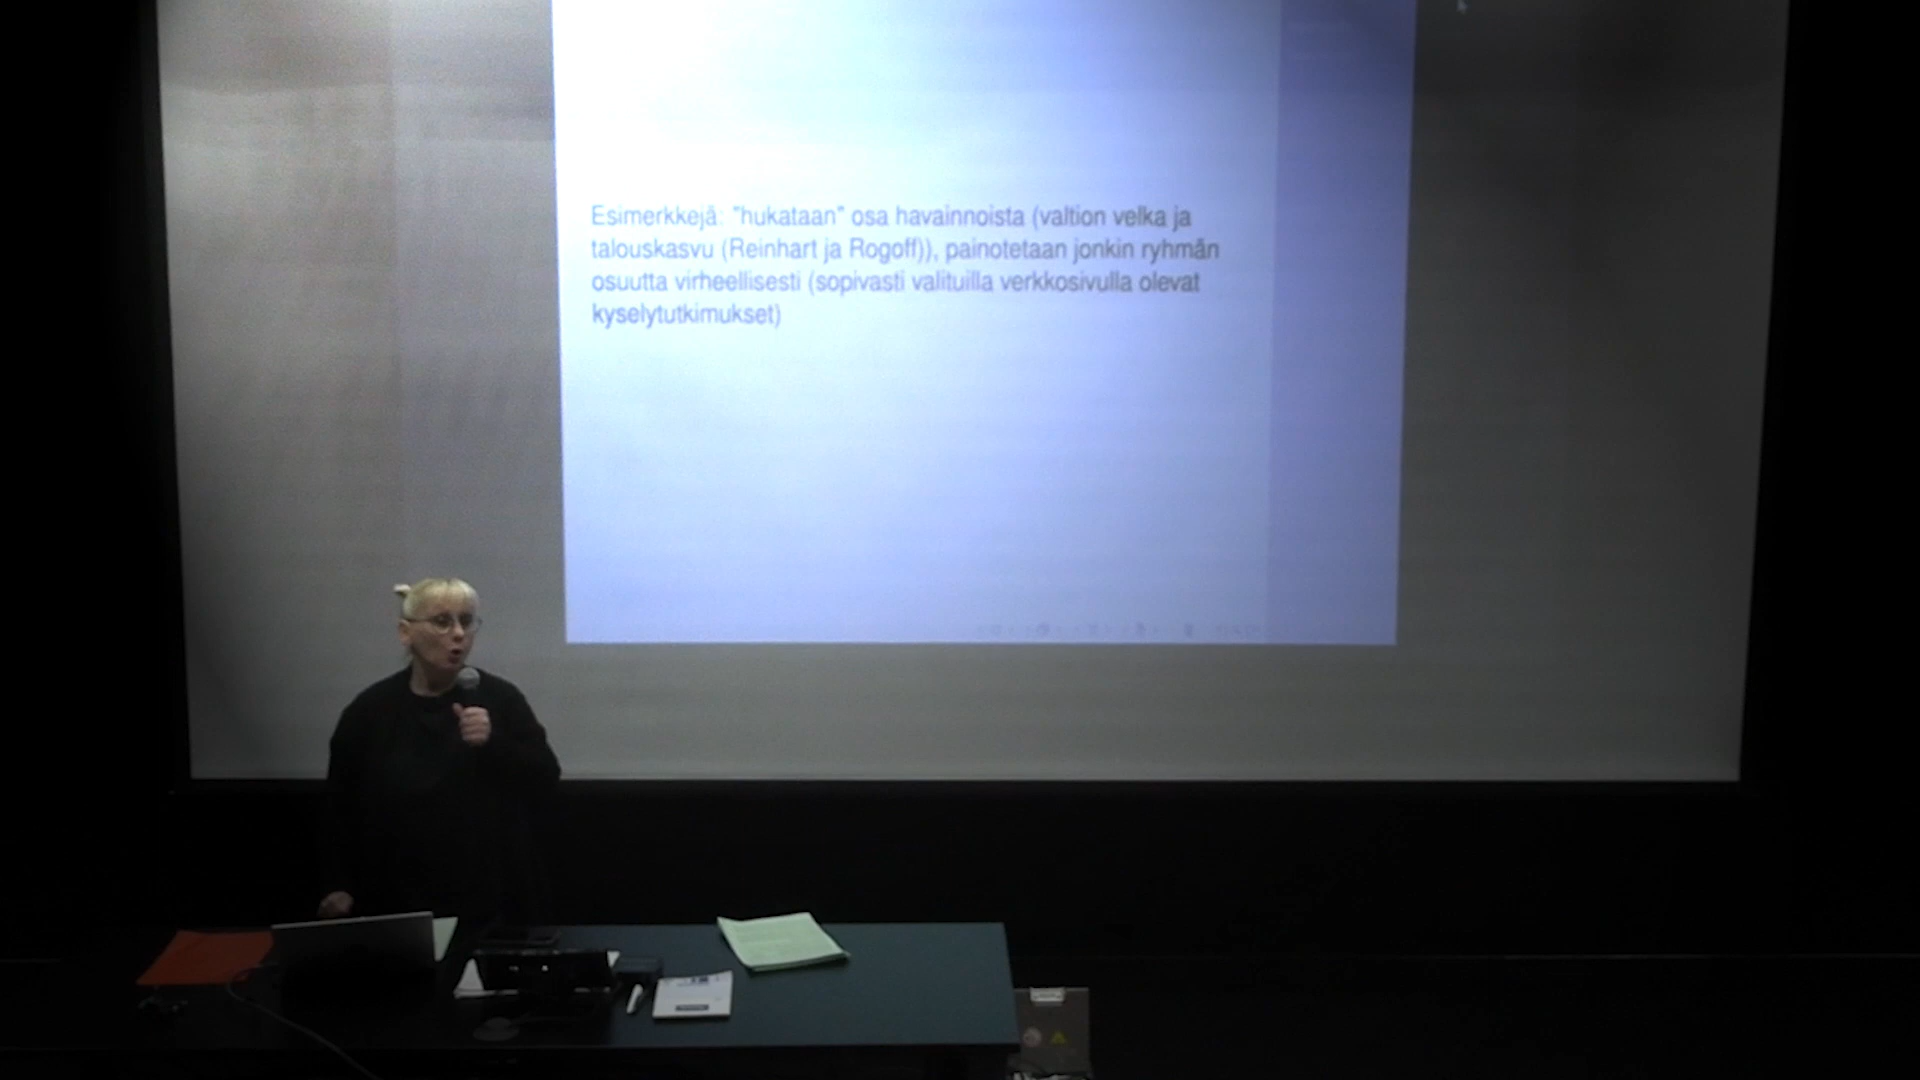 Esimerkkejä: "hukataan" osa havainnoista (valtion velka ja
talouskasvu (Reinhart ja Rogoff)), painotetaan jonkin ryhmän
osuutta virheellisesti (sopivasti valituilla verkkosivulla olevat
kyselytutkimukset)